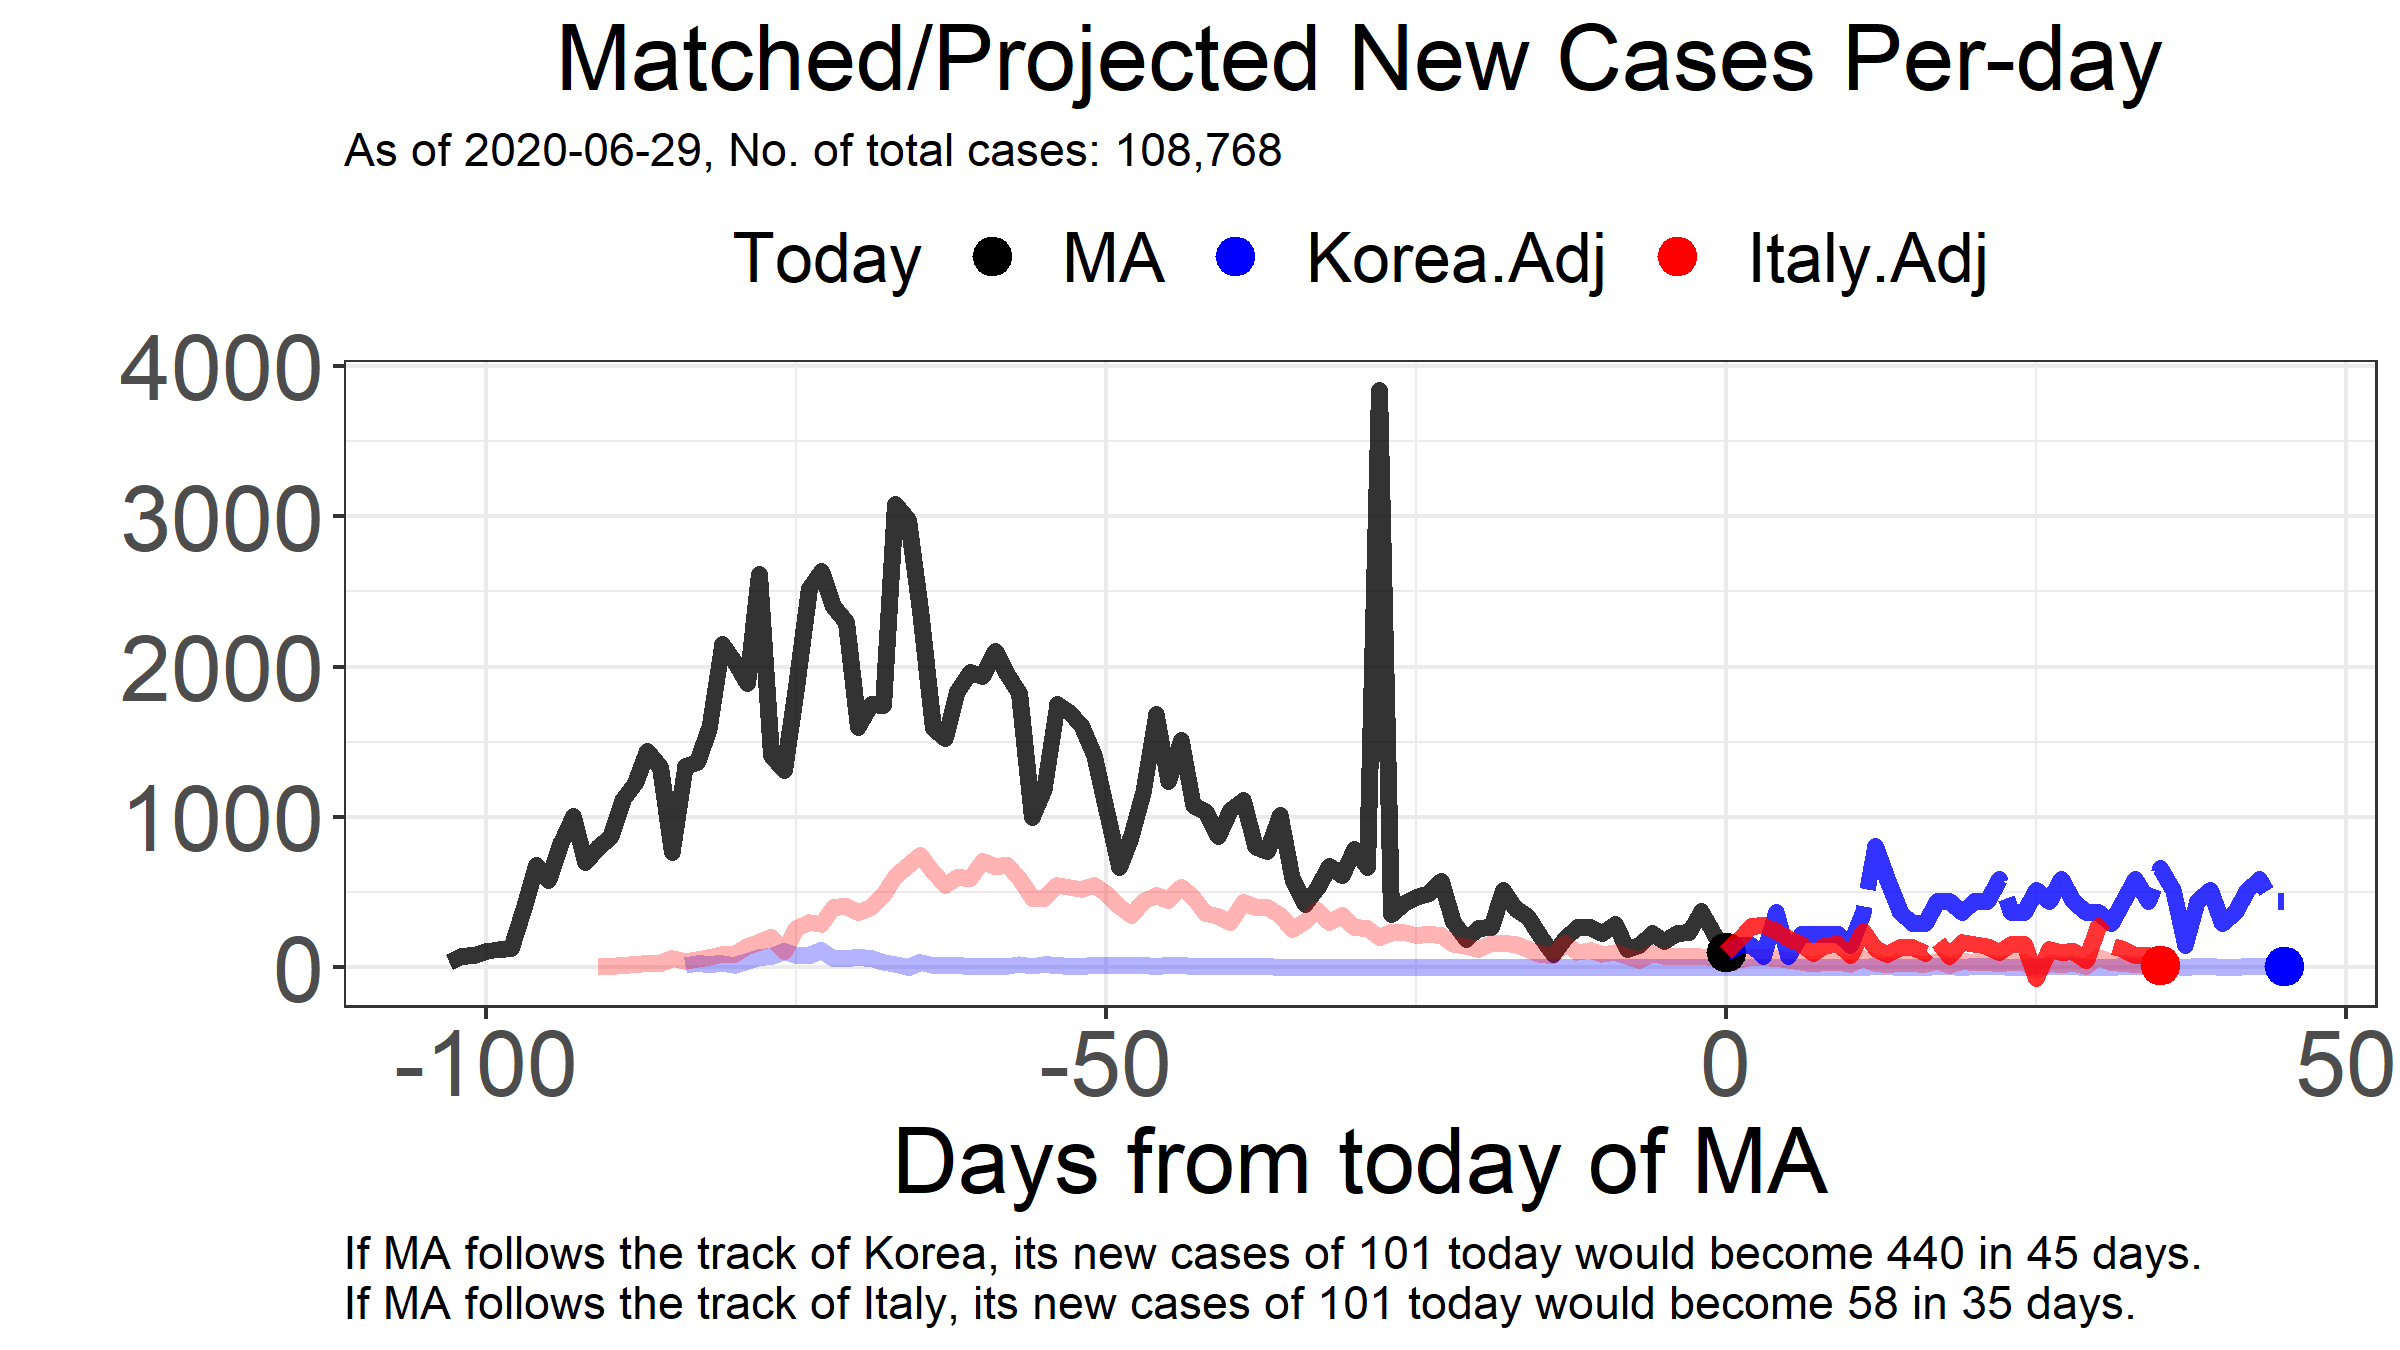 Matched/Projected New Cases Per-day
As of 2020-06-29, No. of total cases: 108,768
Today MA Korea.Adj Italy.Adj
4000
3000
2000
1000
0
-100 -50 0 50
Days from today of MA
If MA follows the track of Korea, its new cases of 101 today would become 440 in 45 days.
If MA follows the track of Italy, its new cases of 101 today would become 58 in 35 days.